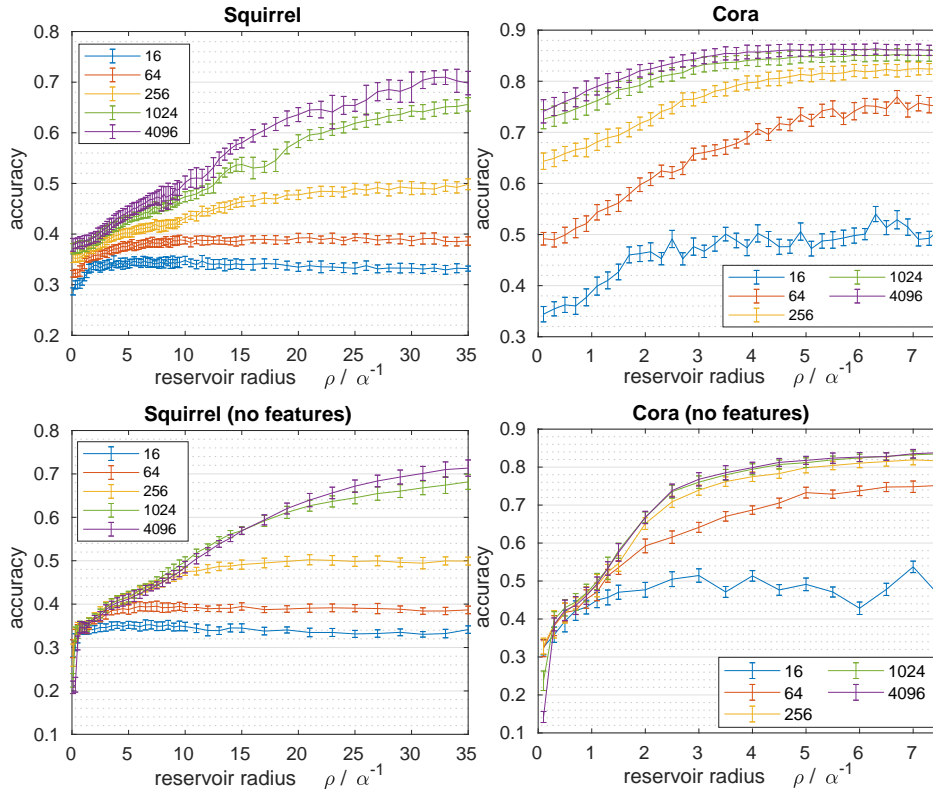 Squirrel
0.8
0.7
0.6
0.5
0.4
0.3
0.2
accuracy
16
64
256
1024
4096
0 5 10 15 20 25 30 35
reservoir radius ρ / α⁻¹
Cora
0.9
0.8
0.7
0.6
0.5
0.4
0.3
accuracy
16 1024
64 4096
256
0 1 2 3 4 5 6 7
reservoir radius ρ / α⁻¹
Squirrel (no features)
0.8
0.7
0.6
0.5
0.4
0.3
0.2
0.1
accuracy
16
64
256
1024
4096
0 5 10 15 20 25 30 35
reservoir radius ρ / α⁻¹
Cora (no features)
0.9
0.8
0.7
0.6
0.5
0.4
0.3
0.2
0.1
accuracy
16 1024
64 4096
256
0 1 2 3 4 5 6 7
reservoir radius ρ / α⁻¹